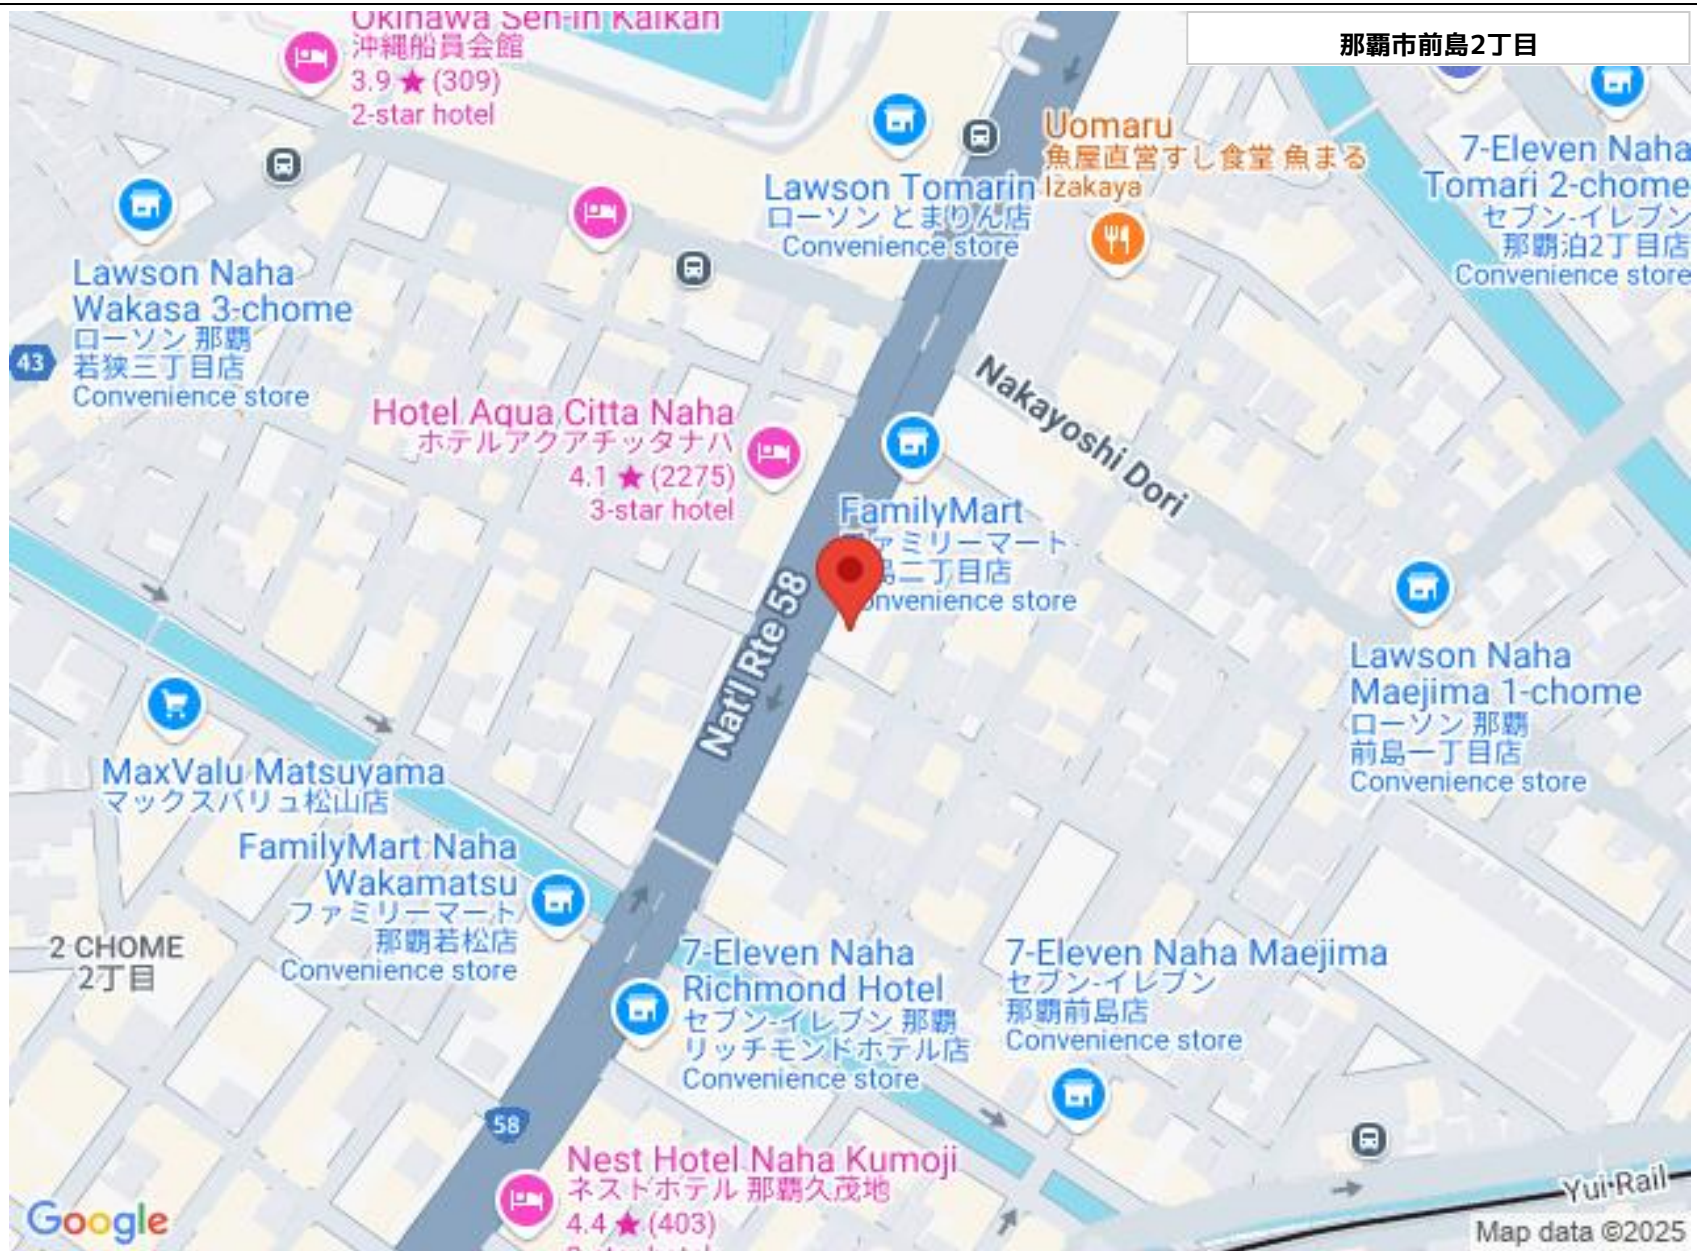 Okinawa Sen-in Kaikan
沖縄船員会館
3.9 ★ (309)
2-star hotel
那覇市前島2丁目
Uomaru
魚屋直営すし食堂 魚まる
Izakaya
7-Eleven Naha
Tomari 2-chome
セブン-イレブン
那覇泊2丁目店
Convenience store
Lawson Tomarin
ローソン とまりん店
Convenience store
Lawson Naha
Wakasa 3-chome
ローソン 那覇
若狭三丁目店
Convenience store
43
Hotel Aqua Citta Naha
ホテルアクアチッタナハ
4.1 ★ (2275)
3-star hotel
Nakayoshi Dori
FamilyMart
ァミリーマート
島二丁目店
onvenience store
Nat'l Rte 58
Lawson Naha
Maejima 1-chome
ローソン 那覇
前島一丁目店
Convenience store
MaxValu Matsuyama
マックスバリュ松山店
FamilyMart Naha
Wakamatsu
ファミリーマート
那覇若松店
Convenience store
2 CHOME
2丁目
7-Eleven Naha
Richmond Hotel
セブン-イレブン 那覇
リッチモンドホテル店
Convenience store
7-Eleven Naha Maejima
セブン-イレブン
那覇前島店
Convenience store
58
Nest Hotel Naha Kumoji
ネストホテル 那覇久茂地
4.4 ★ (403)
Yui Rail
Google
Map data ©2025